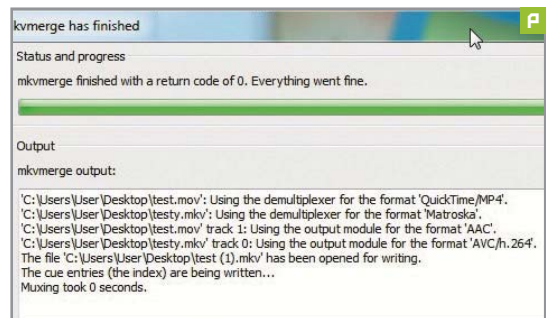 kvmerge has finished
Status and progress
mkvmerge finished with a return code of 0. Everything went fine.
Output
mkvmerge output:
'C:\Users\User\Desktop\test.mov': Using the demultiplexer for the format 'QuickTime/MP4'.
'C:\Users\User\Desktop\testy.mkv': Using the demultiplexer for the format 'Matroska'.
'C:\Users\User\Desktop\test.mov' track 1: Using the output module for the format 'AAC'.
'C:\Users\User\Desktop\testy.mkv' track 0: Using the output module for the format 'AVC/h.264'.
The file 'C:\Users\User\Desktop\test (1).mkv' has been opened for writing.
The cue entries (the index) are being written...
Muxing took 0 seconds.